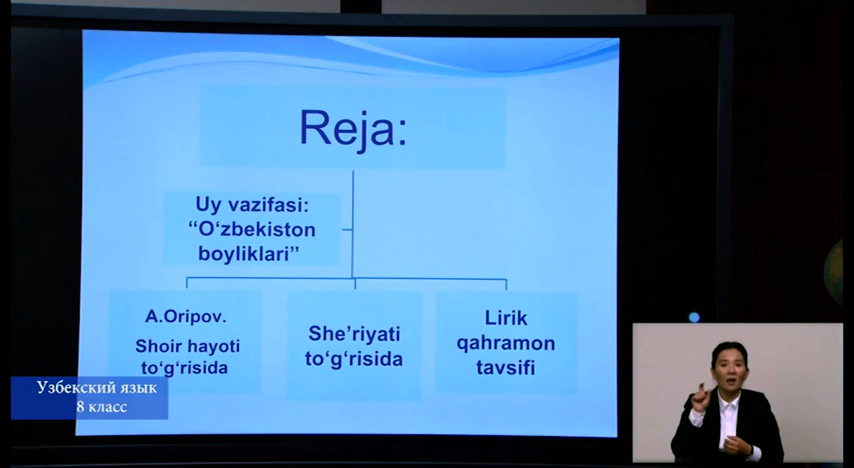 Reja:
Uy vazifasi:
“O‘zbekiston
boyliklari”
A.Oripov.
Shoir hayoti
to‘g‘risida
She’riyati
to‘g‘risida
Lirik
qahramon
tavsifi
Узбекский язык
8 класс